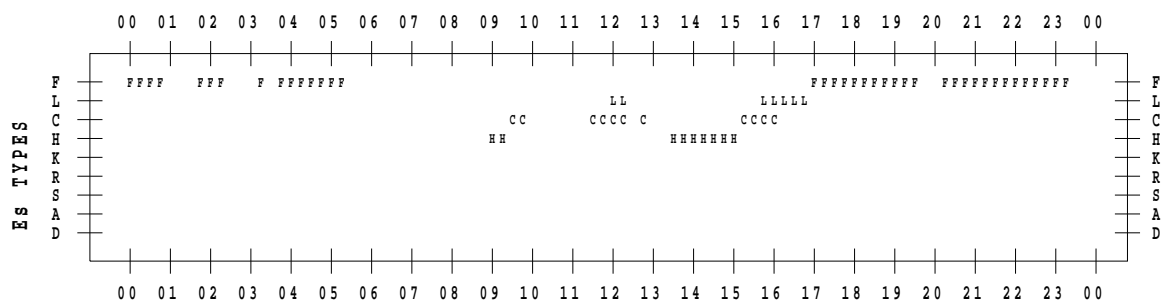 00 01 02 03 04 05 06 07 08 09 10 11 12 13 14 15 16 17 18 19 20 21 22 23 00
F FFFF FFF F FFFFFFF FFFFFFFFFFF FFFFFFFFFFFFF F
L LL LLLLL L
C CC CCCC C CCCC C
H HH HHHHHHH H
K K
R R
S S
A A
D D
Es TYPES
00 01 02 03 04 05 06 07 08 09 10 11 12 13 14 15 16 17 18 19 20 21 22 23 00